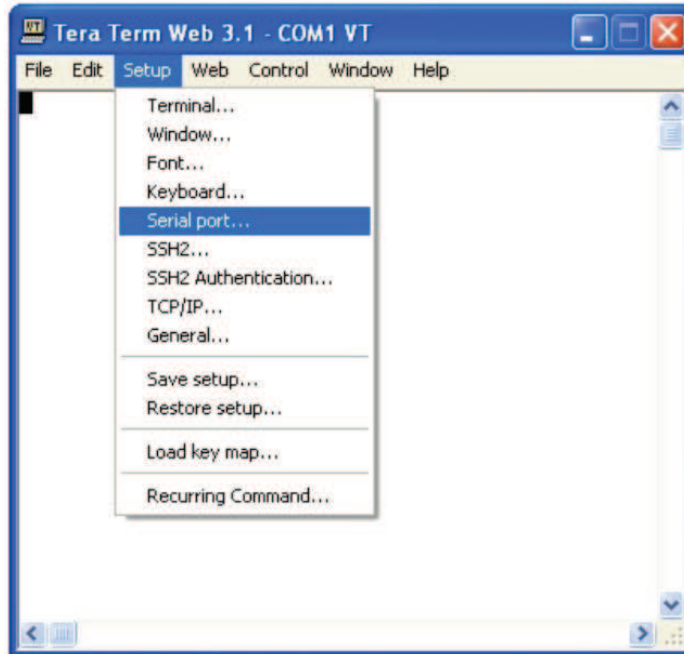 Tera Term Web 3.1 - COM1 VT
File Edit Setup Web Control Window Help
Terminal...
Window...
Font...
Keyboard...
Serial port...
SSH2...
SSH2 Authentication...
TCP/IP...
General...
Save setup...
Restore setup...
Load key map...
Recurring Command...